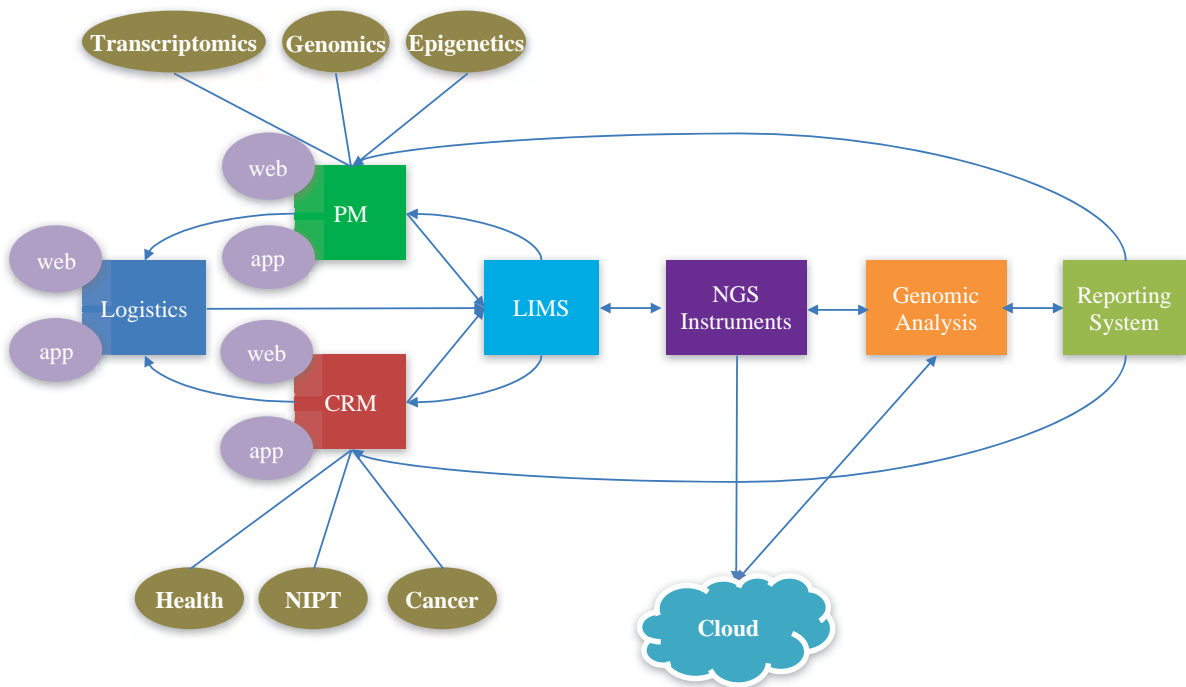 Transcriptomics
Genomics
Epigenetics
web
PM
app
web
Logistics
app
LIMS
NGS
Instruments
Genomic
Analysis
Reporting
System
web
CRM
app
Health
NIPT
Cancer
Cloud